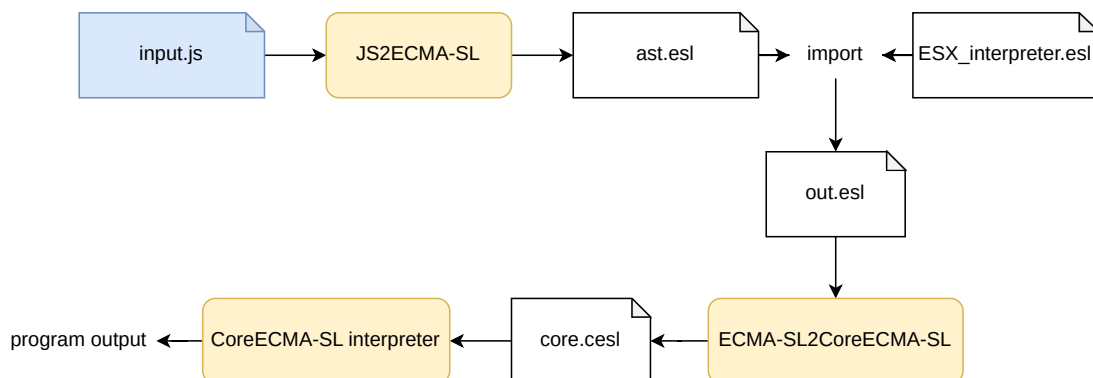 input.js
JS2ECMA-SL
ast.esl
import
ESX_interpreter.esl
out.esl
program output
CoreECMA-SL interpreter
core.cesl
ECMA-SL2CoreECMA-SL